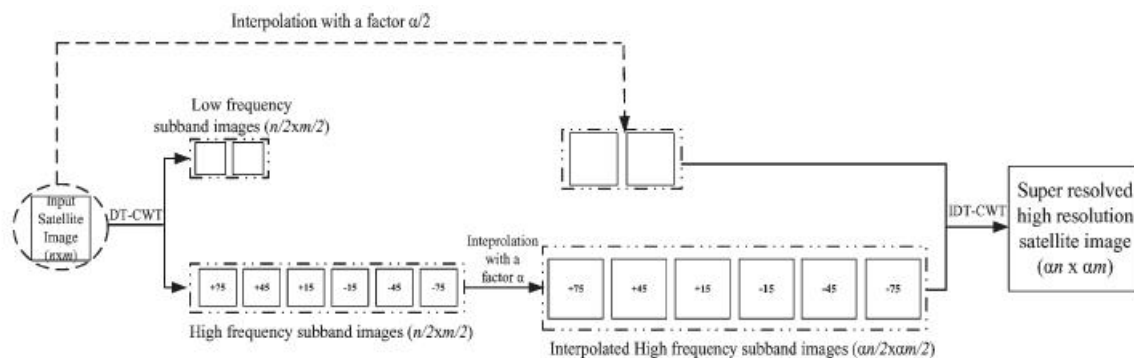 Interpolation with a factor α/2
Low frequency
subband images (n/2xm/2)
Input
Satellite
Image
(nxm)
DT-CWT
IDT-CWT
Super resolved
high resolution
satellite image
(αn x αm)
Inteprolation
with a
factor α
+75 +45 +15 -15 -45 -75
+75 +45 +15 -15 -45 -75
High frequency subband images (n/2xm/2)
Interpolated High frequency subband images (αn/2xαm/2)